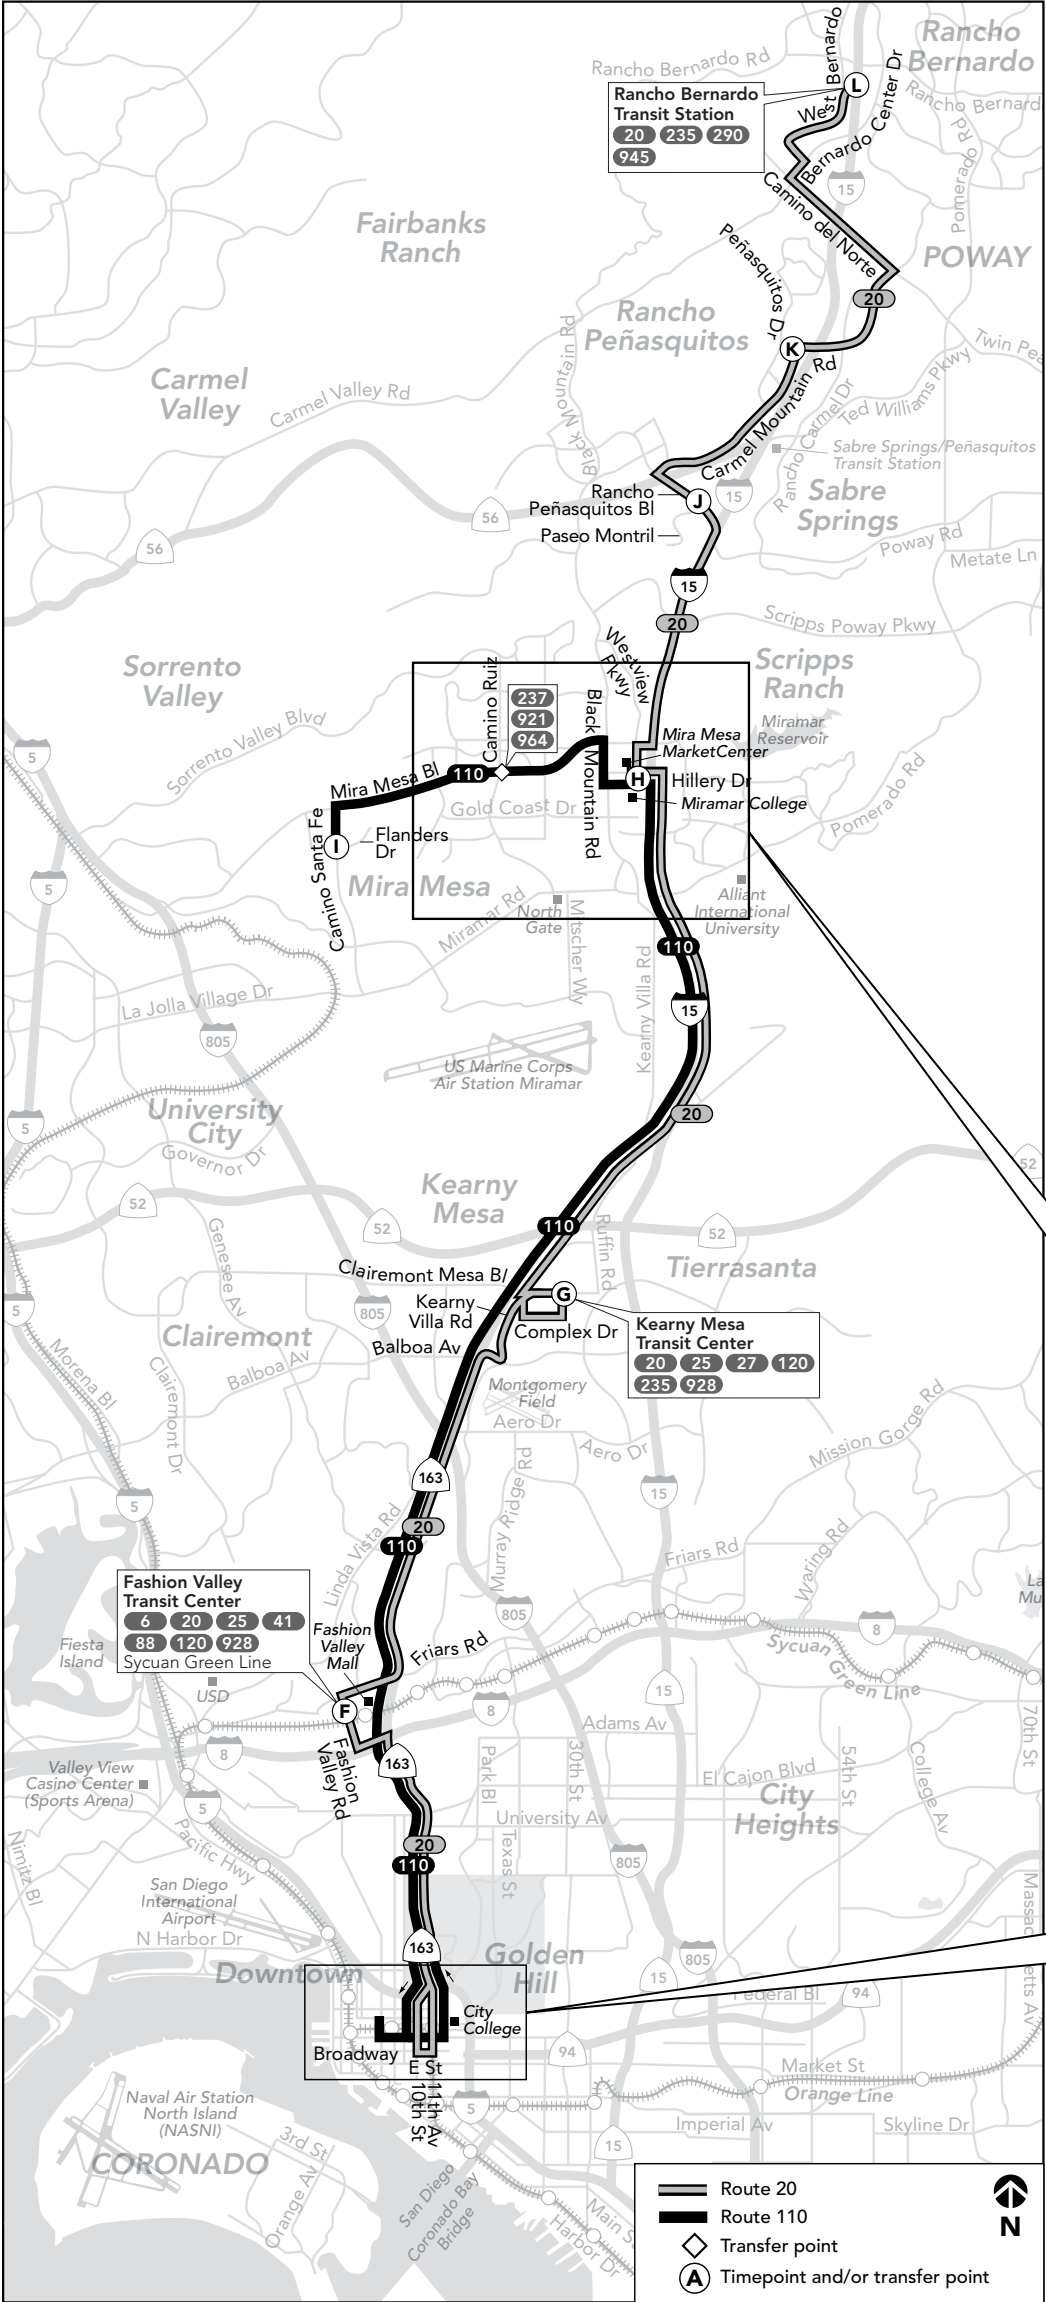 Rancho
Bernardo
Rancho Bernardo Rd
West Bernardo
Bernardo Center Dr
Rancho Bernard
Pomerado Rd
L
Rancho Bernardo
Transit Station
20 235 290
945
15
Camino del Norte
Fairbanks
Ranch
Peñasquitos Dr
POWAY
20
Rancho
Peñasquitos
Black Mountain Rd
K
Twin Pea
Carmel
Valley
Carmel Valley Rd
Carmel Mountain Rd
Rancho Carmel Dr
Ted Williams Pkwy
Sabre Springs/Peñasquitos
Transit Station
Sabre
Springs
Rancho
Peñasquitos Bl
J
15
56
56
Paseo Montril
Poway Rd
Metate Ln
15
20
Scripps Poway Pkwy
Westview
Pkwy
Sorrento
Valley
Scripps
Ranch
Miramar
Reservoir
Camino Ruiz
237
921
964
Black Mountain Rd
Mira Mesa
MarketCenter
5
Sorrento Valley Blvd
Mira Mesa Bl
110
H
Hillery Dr
Miramar College
Gold Coast Dr
Pomerado Rd
Camino Santa Fe
I
Flanders
Dr
5
Mira Mesa
Miramar Rd
North
Gate
Mitscher Wy
Alliant
International
University
110
Kearny Villa Rd
La Jolla Village Dr
15
805
US Marine Corps
Air Station Miramar
5
University
City
Governor Dr
20
52
52
Kearny
Mesa
52
110
Ruffin Rd
52
Genesee Av
Clairemont Mesa Bl
Tierrasanta
G
5
805
Kearny
Villa Rd
Complex Dr
Kearny Mesa
Transit Center
20 25 27 120
235 928
Clairemont
Balboa Av
Balboa Av
Morena Bl
Clairemont Dr
Montgomery
Field
Aero Dr
Aero Dr
Mission Gorge Rd
163
5
15
Murray Ridge Rd
Linda Vista Rd
20
110
Friars Rd
Waring Rd
Fashion Valley
Transit Center
6 20 25 41
88 120 928
Sycuan Green Line
La
Mu
805
8
Fiesta
Island
Fashion
Valley
Mall
Friars Rd
Sycuan
Green Line
USD
F
8
15
Adams Av
70th St
Valley View
Casino Center
(Sports Arena)
8
Fashion
Valley Rd
163
Park Bl
30th St
El Cajon Blvd
54th St
College Av
City
Heights
5
Nimitz Bl
Pacific Hwy
20
110
University Av
Texas St
805
San Diego
International
Airport
N Harbor Dr
Massac
etts Av
163
Downtown
Golden
Hill
805
15
Federal Bl
94
City
College
Broadway
E St
94
Market St
Orange Line
10th St
11th Av
5
Imperial Av
Skyline Dr
Naval Air Station
North Island
(NASNI)
15
CORONADO
3rd St
Orange Av
San Diego
Coronado Bay
Bridge
Main S
Harbor Dr
Route 20
Route 110
Transfer point
A Timepoint and/or transfer point
N